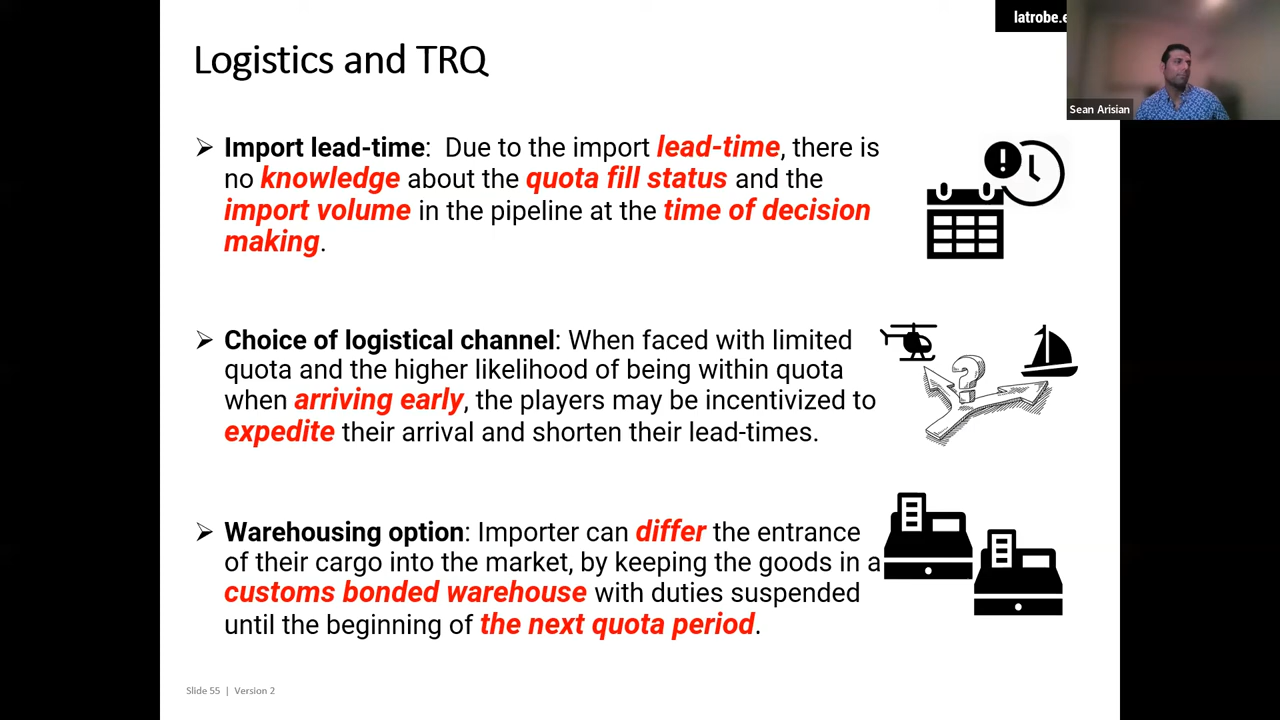 latrobe.e
Sean Arisian
Logistics and TRQ
Import lead-time: Due to the import lead-time, there is
no knowledge about the quota fill status and the
import volume in the pipeline at the time of decision
making.
Choice of logistical channel: When faced with limited
quota and the higher likelihood of being within quota
when arriving early, the players may be incentivized to
expedite their arrival and shorten their lead-times.
Warehousing option: Importer can differ the entrance
of their cargo into the market, by keeping the goods in a
customs bonded warehouse with duties suspended
until the beginning of the next quota period.
Slide 55 | Version 2